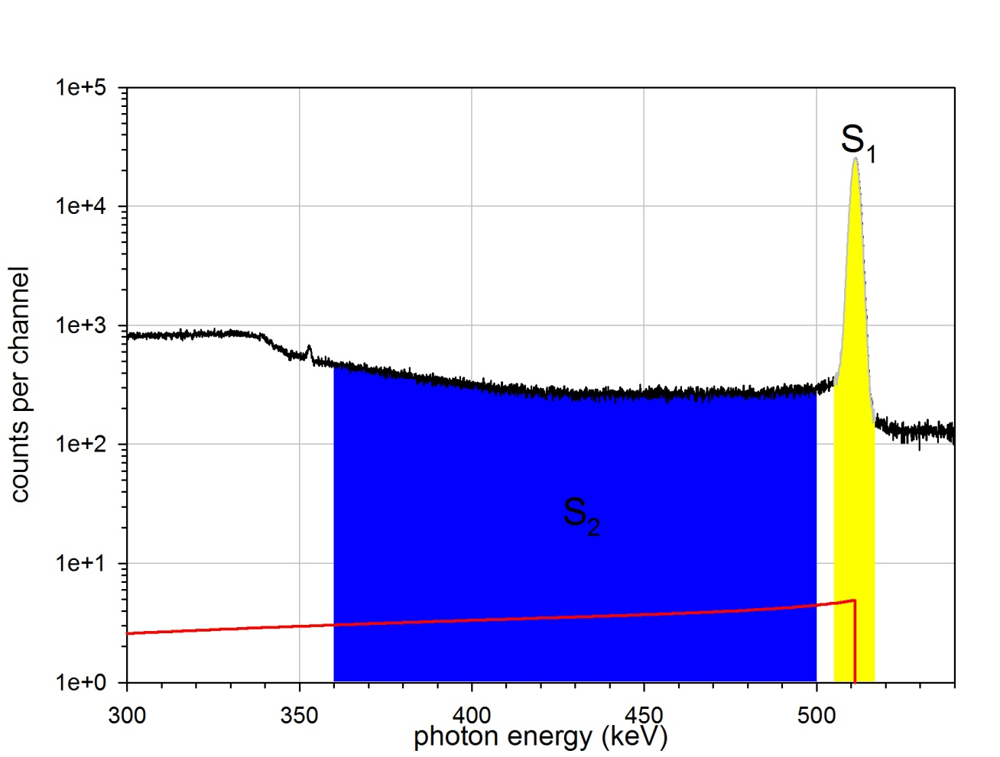 1e+5
S1
1e+4
1e+3
1e+2
S2
1e+1
1e+0
counts per channel
300 350 400 450 500
photon energy (keV)